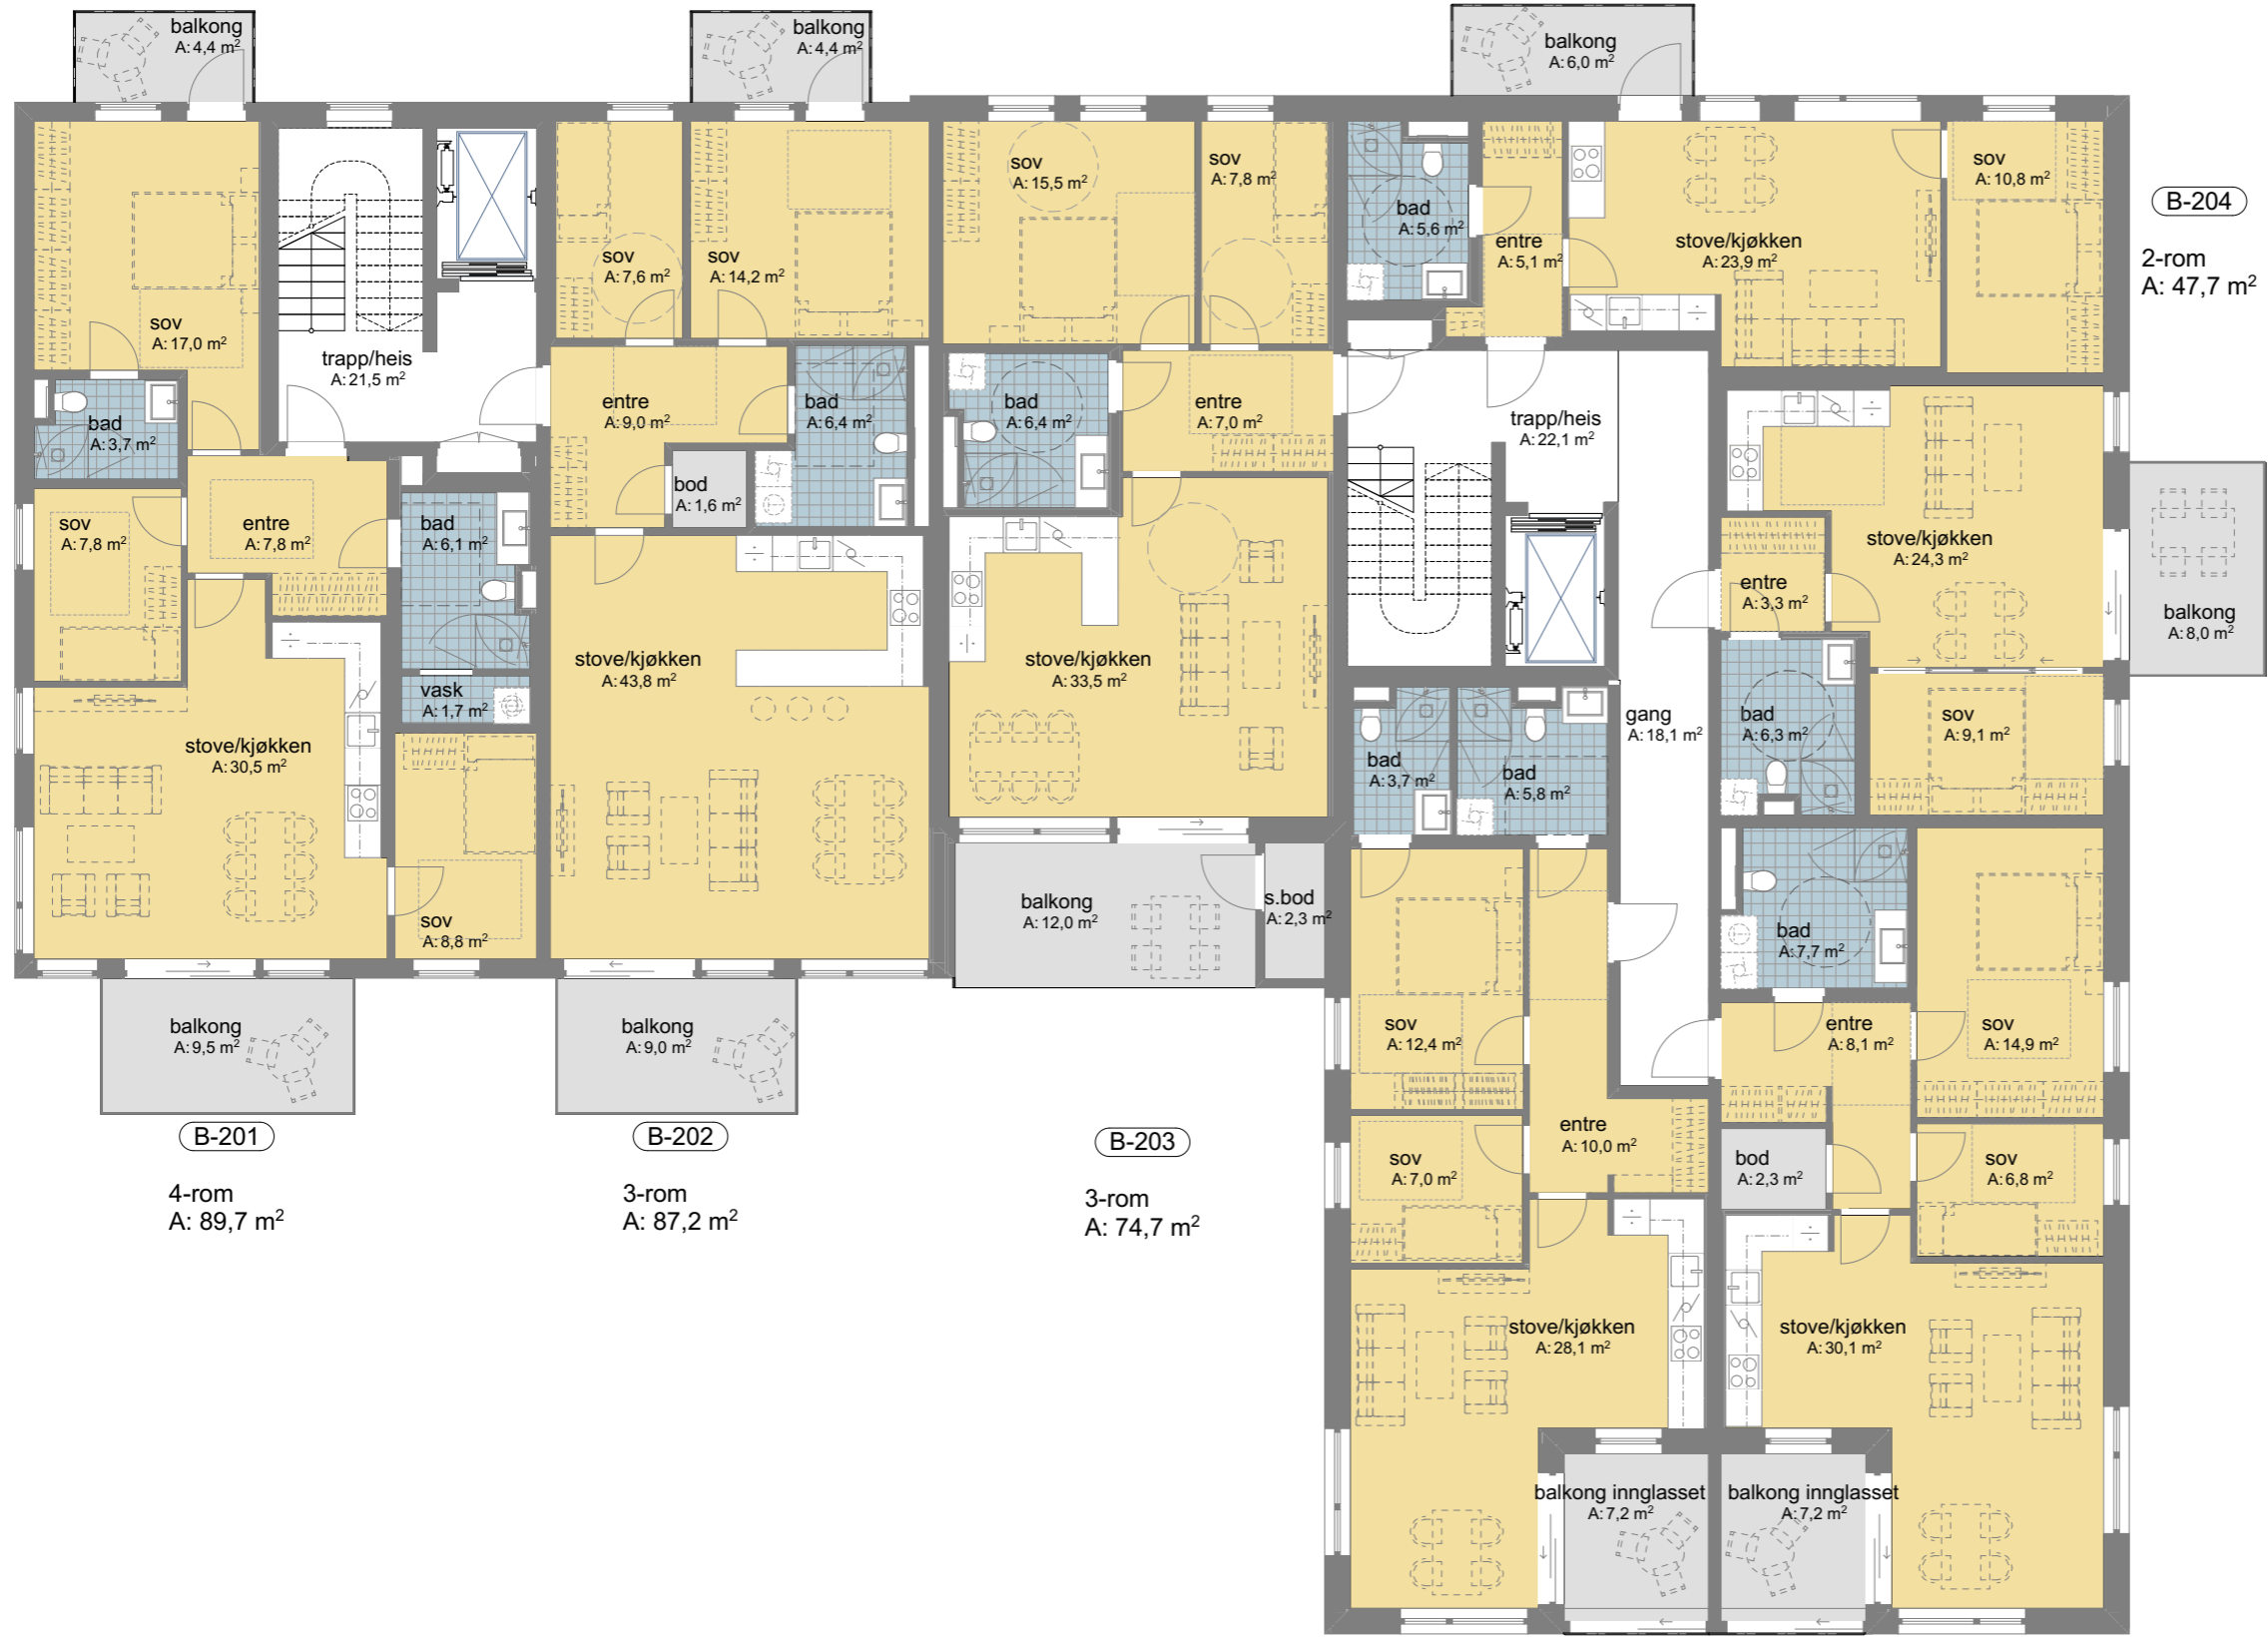 balkong
A: 4,4 m²
balkong
A: 4,4 m²
balkong
A: 6,0 m²
sov
A: 17,0 m²
trapp/heis
A: 21,5 m²
sov
A: 7,6 m²
sov
A: 14,2 m²
sov
A: 15,5 m²
sov
A: 7,8 m²
bad
A: 5,6 m²
entre
A: 5,1 m²
stove/kjøkken
A: 23,9 m²
sov
A: 10,8 m²
B-204
2-rom
A: 47,7 m²
bad
A: 3,7 m²
entre
A: 9,0 m²
bad
A: 6,4 m²
bod
A: 1,6 m²
bad
A: 6,4 m²
entre
A: 7,0 m²
trapp/heis
A: 22,1 m²
sov
A: 7,8 m²
entre
A: 7,8 m²
bad
A: 6,1 m²
vask
A: 1,7 m²
stove/kjøkken
A: 24,3 m²
entre
A: 3,3 m²
balkong
A: 8,0 m²
stove/kjøkken
A: 30,5 m²
stove/kjøkken
A: 43,8 m²
stove/kjøkken
A: 33,5 m²
bad
A: 3,7 m²
bad
A: 5,8 m²
gang
A: 18,1 m²
bad
A: 6,3 m²
sov
A: 9,1 m²
sov
A: 8,8 m²
balkong
A: 12,0 m²
s.bod
A: 2,3 m²
bad
A: 7,7 m²
balkong
A: 9,5 m²
balkong
A: 9,0 m²
sov
A: 12,4 m²
entre
A: 8,1 m²
sov
A: 14,9 m²
B-201
4-rom
A: 89,7 m²
B-202
3-rom
A: 87,2 m²
B-203
3-rom
A: 74,7 m²
sov
A: 7,0 m²
entre
A: 10,0 m²
bod
A: 2,3 m²
sov
A: 6,8 m²
stove/kjøkken
A: 28,1 m²
stove/kjøkken
A: 30,1 m²
balkong innglasset
A: 7,2 m²
balkong innglasset
A: 7,2 m²